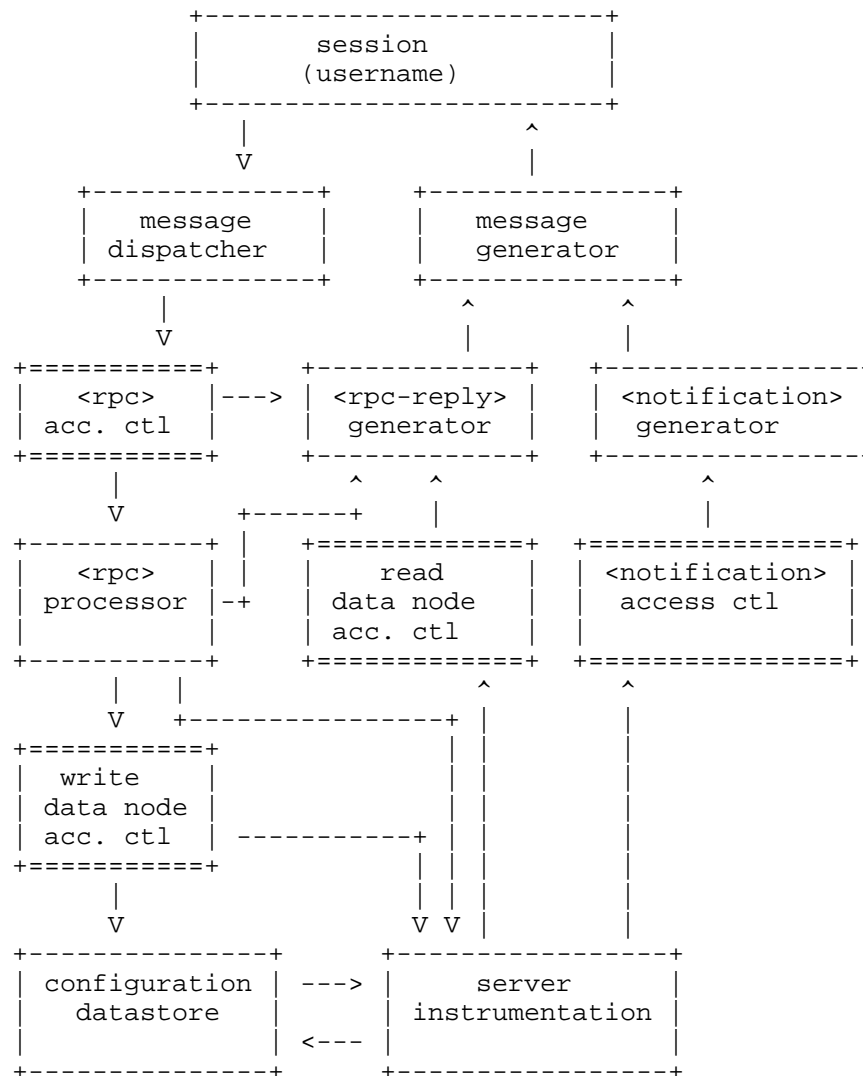 session
(username)
message
dispatcher
message
generator
<rpc>
acc. ctl
<rpc-reply>
generator
<notification>
generator
<rpc>
processor
read
data node
acc. ctl
<notification>
access ctl
write
data node
acc. ctl
configuration
datastore
server
instrumentation